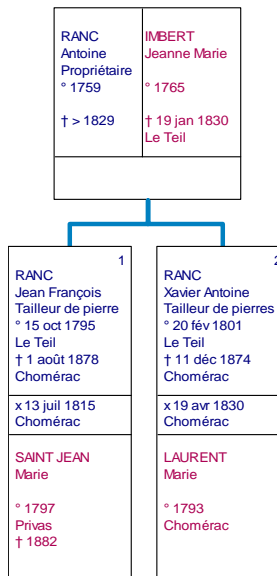 RANC
Antoine
Propriétaire
° 1759
† > 1829
IMBERT
Jeanne Marie
° 1765
† 19 jan 1830
Le Teil
1
RANC
Jean François
Tailleur de pierre
° 15 oct 1795
Le Teil
† 1 août 1878
Chomérac
x 13 juil 1815
Chomérac
SAINT JEAN
Marie
° 1797
Privas
† 1882
2
RANC
Xavier Antoine
Tailleur de pierres
° 20 fév 1801
Le Teil
† 11 déc 1874
Chomérac
x 19 avr 1830
Chomérac
LAURENT
Marie
° 1793
Chomérac